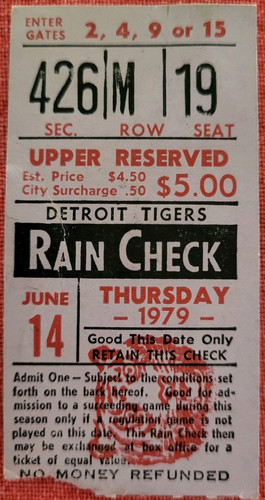 ENTER GATES 2, 4, 9 or 15
426 M 19
SEC. ROW SEAT
UPPER RESERVED
Est. Price $4.50
City Surcharge .50 $5.00
DETROIT TIGERS
RAIN CHECK
JUNE 14
THURSDAY
- 1979 -
Good This Date Only
RETAIN THIS CHECK
Admit One — Subject to the conditions set
forth on the back hereof. Good for ad-
mission to a succeeding game during this
season only if a regulation game is not
played on this date. This Rain Check then
may be exchanged at box office for a
ticket of equal value.
NO MONEY REFUNDED